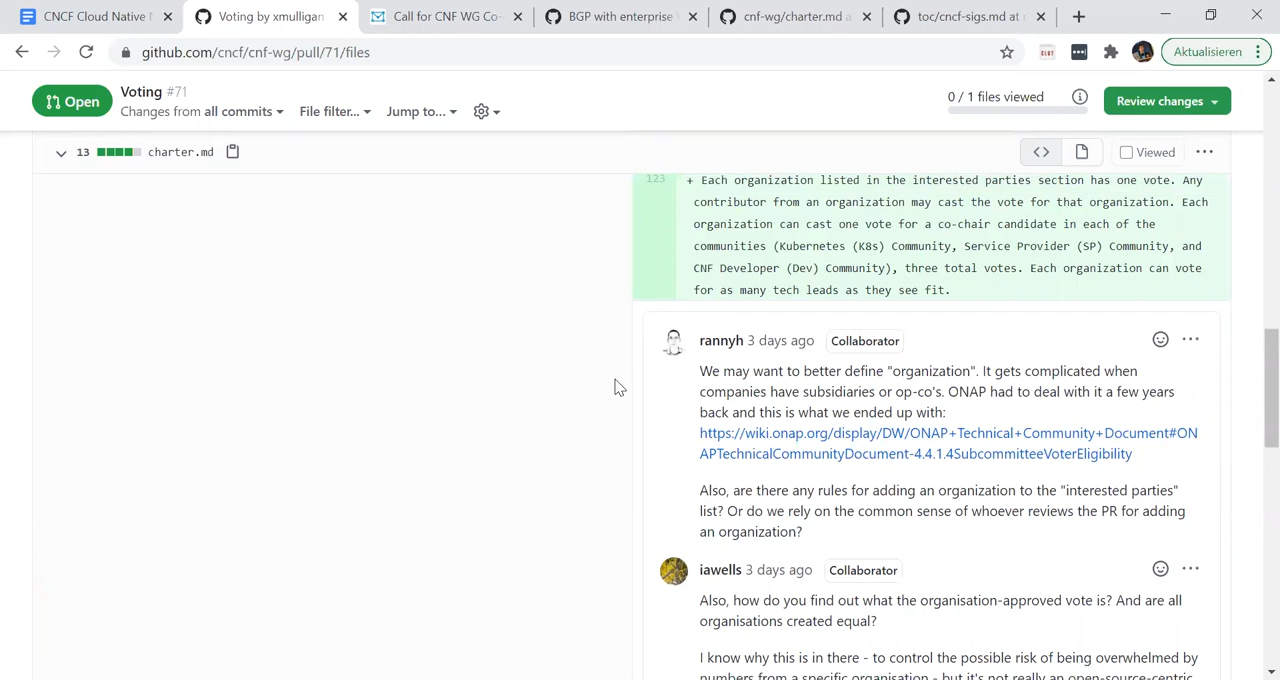 CNCF Cloud Native
Voting by xmulligan
Call for CNF WG Co-
BGP with enterprise
cnf-wg/charter.md
toc/cncf-sigs.md at
github.com/cncf/cnf-wg/pull/71/files
Aktualisieren
Open
Voting #71
Changes from all commits
File filter...
Jump to...
0 / 1 files viewed
Review changes
13
charter.md
Viewed
123
+ Each organization listed in the interested parties section has one vote. Any
contributor from an organization may cast the vote for that organization. Each
organization can cast one vote for a co-chair candidate in each of the
communities (Kubernetes (K8s) Community, Service Provider (SP) Community, and
CNF Developer (Dev) Community), three total votes. Each organization can vote
for as many tech leads as they see fit.
rannyh 3 days ago Collaborator
We may want to better define "organization". It gets complicated when
companies have subsidiaries or op-co's. ONAP had to deal with it a few years
back and this is what we ended up with:
https://wiki.onap.org/display/DW/ONAP+Technical+Community+Document#ON
APTechnicalCommunityDocument-4.4.1.4SubcommitteeVoterEligibility
Also, are there any rules for adding an organization to the "interested parties"
list? Or do we rely on the common sense of whoever reviews the PR for adding
an organization?
iawells 3 days ago Collaborator
Also, how do you find out what the organisation-approved vote is? And are all
organisations created equal?
I know why this is in there - to control the possible risk of being overwhelmed by
numbers from a specific organisation - but it's not really an open-source-centric